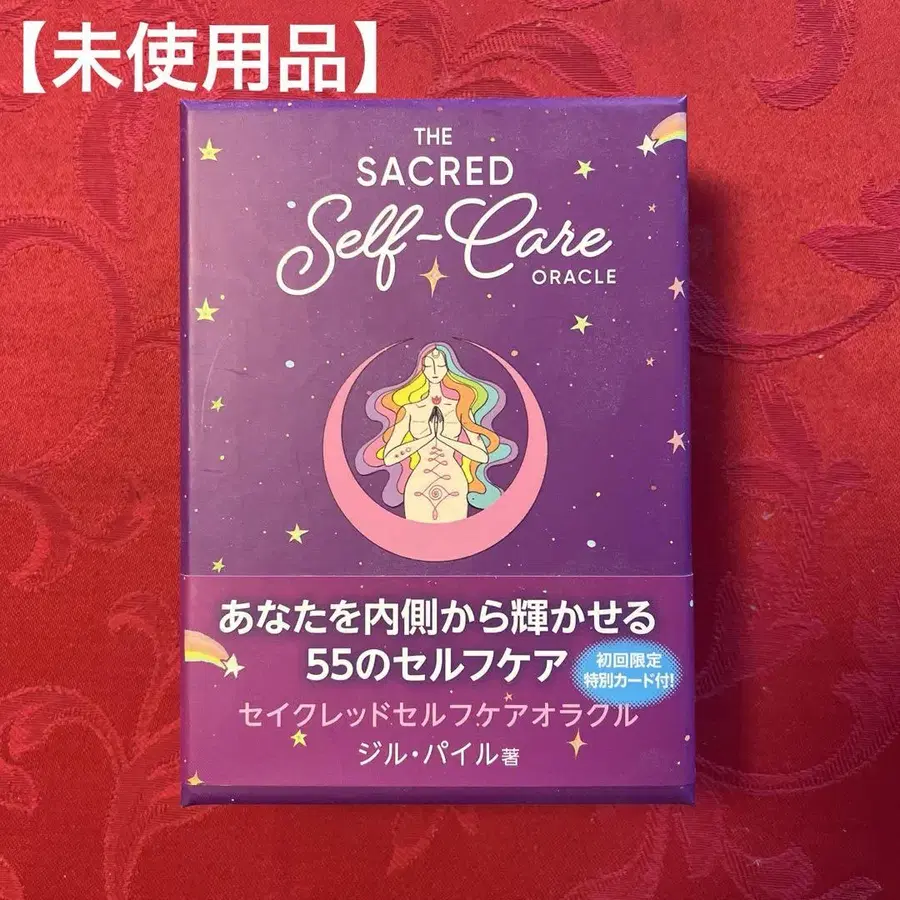 【未使用品】
THE
SACRED
Self-Care
ORACLE
あなたを内側から輝かせる
55のセルフケア
初回限定
特別カード付!
セイクレッドセルフケアオラクル
ジル・パイル著